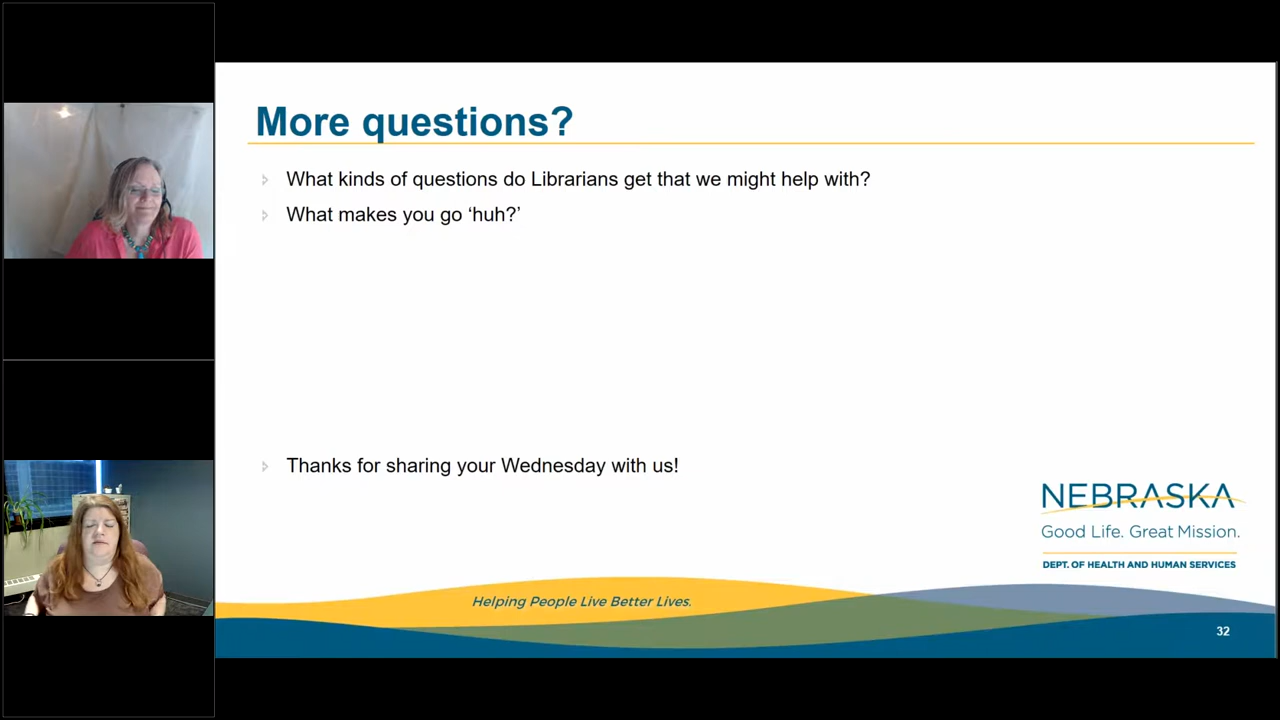 More questions?
What kinds of questions do Librarians get that we might help with?
What makes you go ‘huh?’
Thanks for sharing your Wednesday with us!
NEBRASKA
Good Life. Great Mission.
DEPT. OF HEALTH AND HUMAN SERVICES
Helping People Live Better Lives.
32